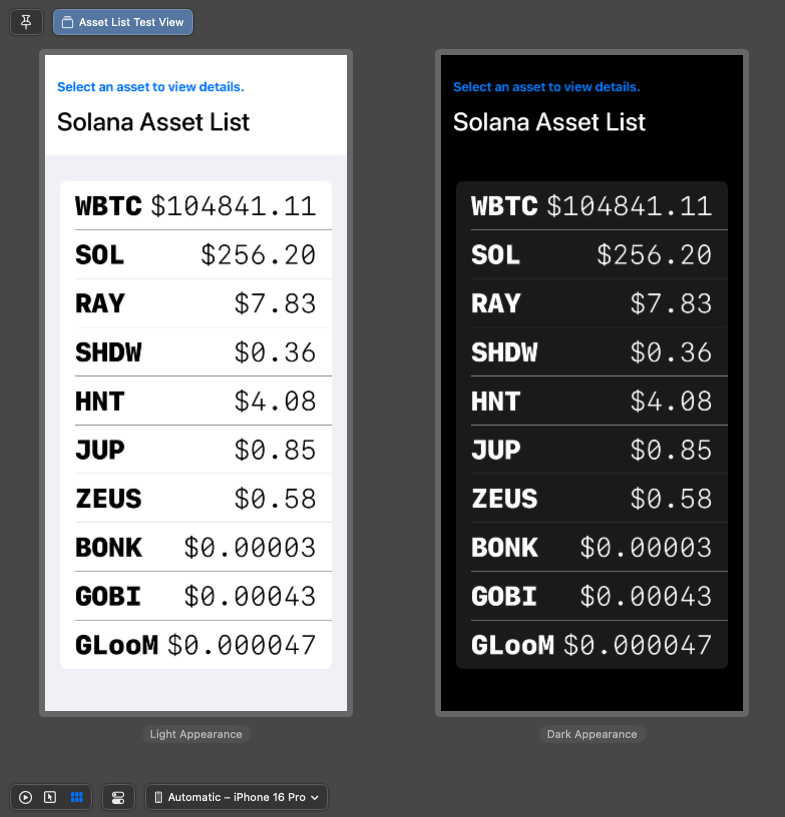 Asset List Test View
Select an asset to view details.
Solana Asset List
WBTC $104841.11
SOL $256.20
RAY $7.83
SHDW $0.36
HNT $4.08
JUP $0.85
ZEUS $0.58
BONK $0.00003
GOBI $0.00043
GLooM $0.000047
Light Appearance
Select an asset to view details.
Solana Asset List
WBTC $104841.11
SOL $256.20
RAY $7.83
SHDW $0.36
HNT $4.08
JUP $0.85
ZEUS $0.58
BONK $0.00003
GOBI $0.00043
GLooM $0.000047
Dark Appearance
Automatic – iPhone 16 Pro